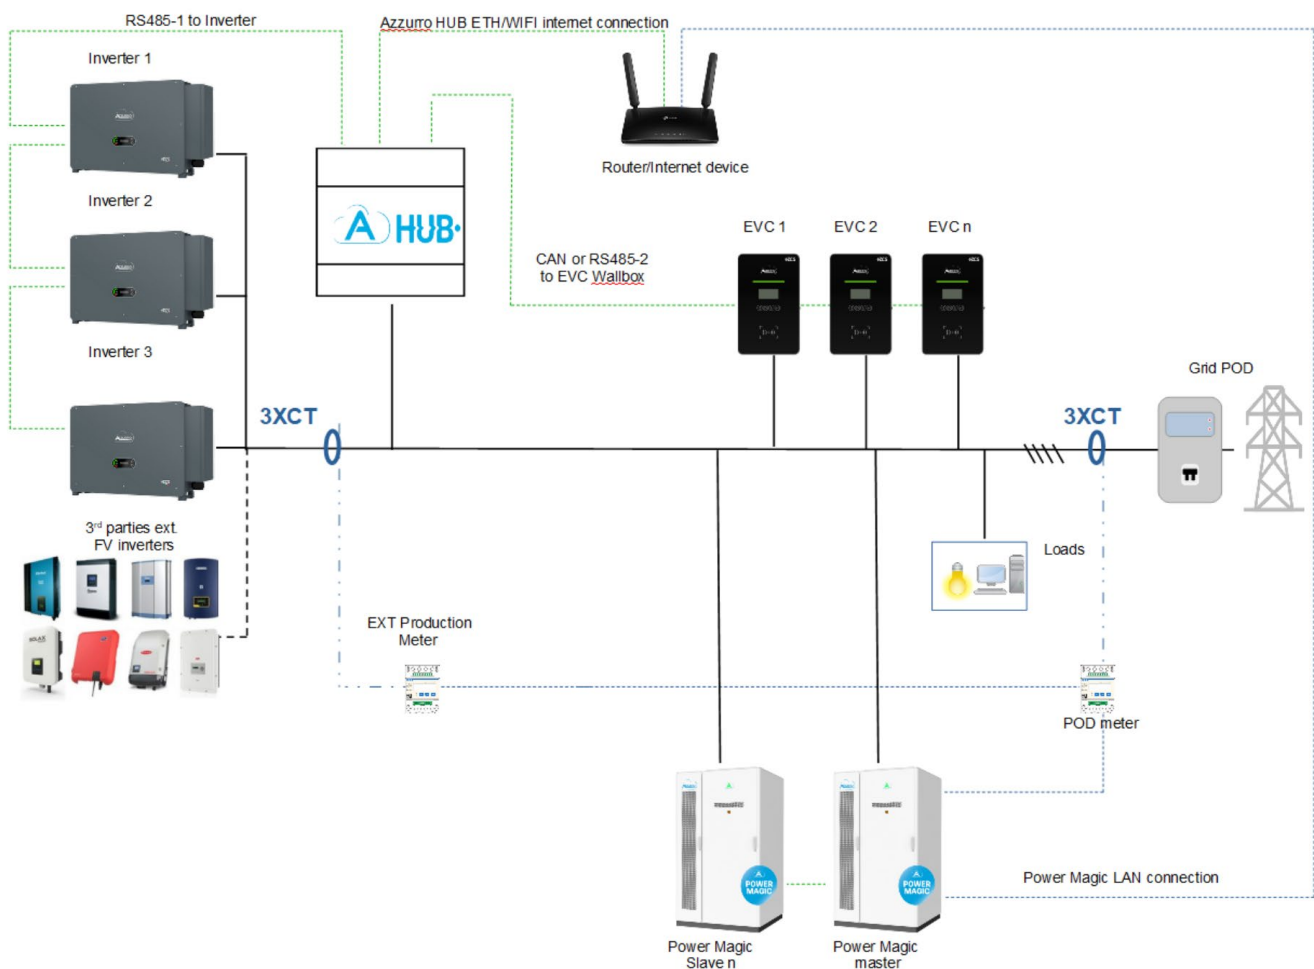 RS485-1 to Inverter
Azzurro HUB ETH/WIFI internet connection
Inverter 1
Router/Internet device
Inverter 2
A HUB
EVC 1
EVC 2
EVC n
CAN or RS485-2
to EVC Wallbox
Inverter 3
Grid POD
3XCT
3XCT
3rd parties ext.
FV inverters
Loads
EXT Production
Meter
POD meter
POWER
MAGIC
POWER
MAGIC
Power Magic LAN connection
Power Magic
Slave n
Power Magic
master